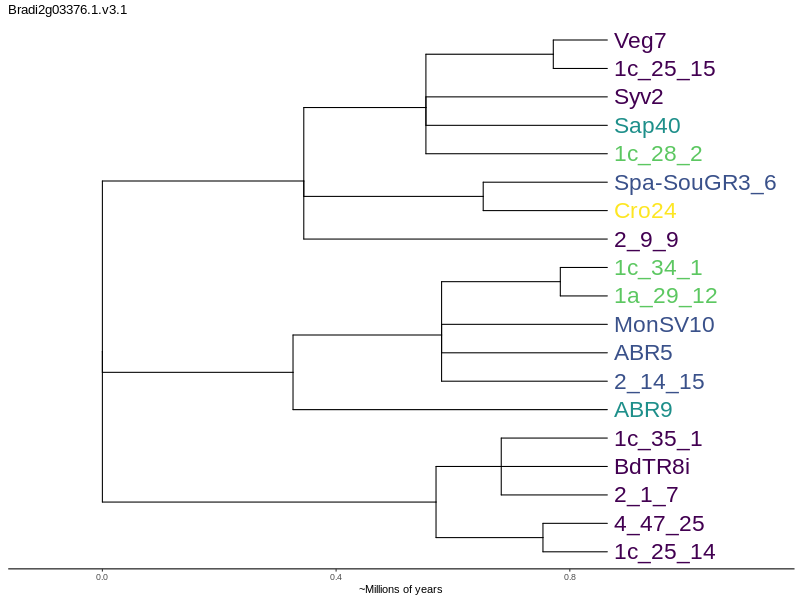 Bradi2g03376.1.v3.1
Veg7
1c_25_15
Syv2
Sap40
1c_28_2
Spa-SouGR3_6
Cro24
2_9_9
1c_34_1
1a_29_12
MonSV10
ABR5
2_14_15
ABR9
1c_35_1
BdTR8i
2_1_7
4_47_25
1c_25_14
0.0 0.4 0.8
~Millions of years